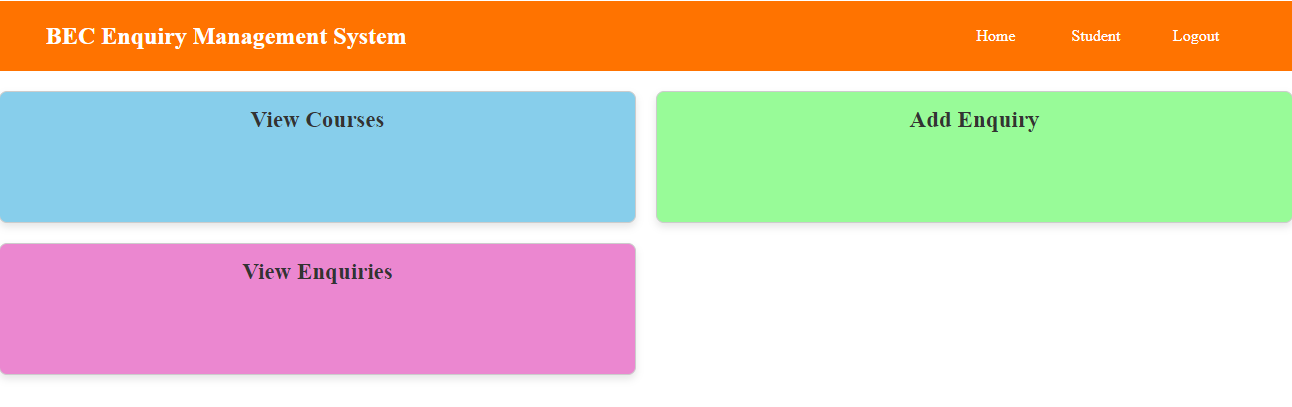 BEC Enquiry Management System
Home Student Logout
View Courses
Add Enquiry
View Enquiries